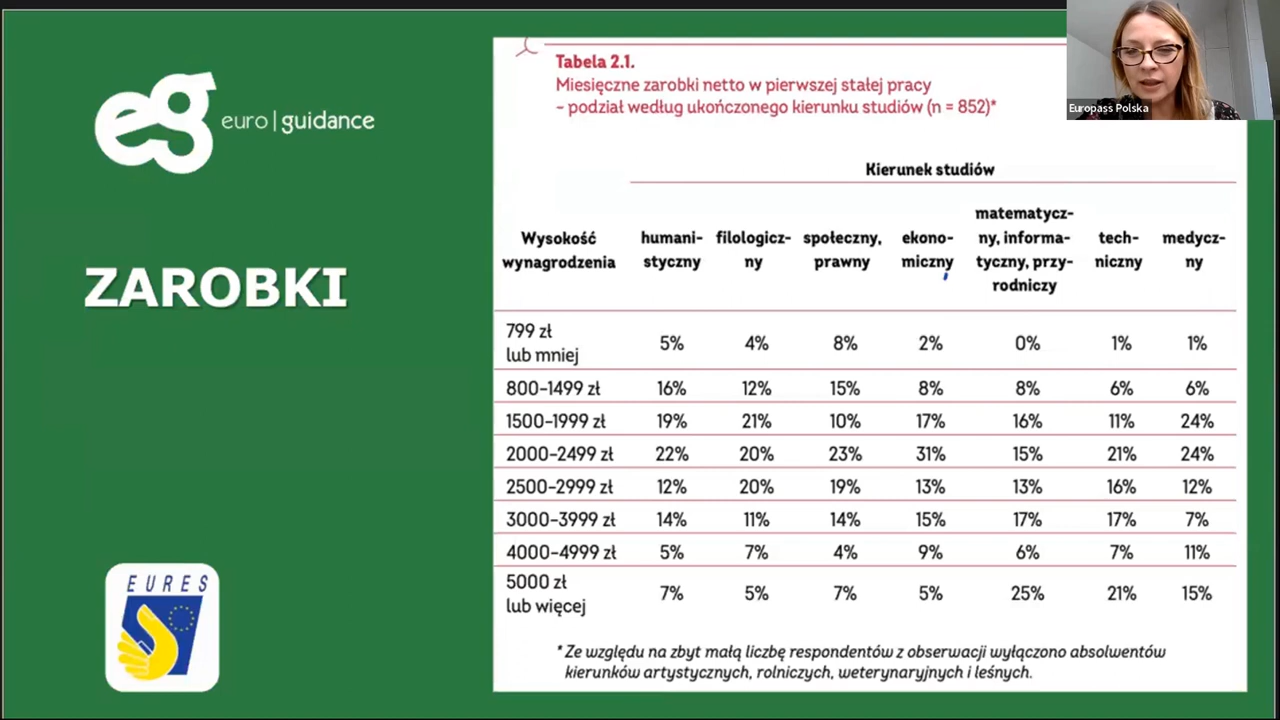 eg euro|guidance
ZAROBKI
EURES
Tabela 2.1.
Miesięczne zarobki netto w pierwszej stałej pracy
– podział według ukończonego kierunku studiów (n = 852)*
Europass Polska
Kierunek studiów
Wysokość wynagrodzenia humani-styczny filologicz-ny społeczny, prawny ekono-miczny matematycz-ny, informa-tyczny, przy-rodniczy tech-niczny medycz-ny
799 zł lub mniej 5% 4% 8% 2% 0% 1% 1%
800–1499 zł 16% 12% 15% 8% 8% 6% 6%
1500–1999 zł 19% 21% 10% 17% 16% 11% 24%
2000–2499 zł 22% 20% 23% 31% 15% 21% 24%
2500–2999 zł 12% 20% 19% 13% 13% 16% 12%
3000–3999 zł 14% 11% 14% 15% 17% 17% 7%
4000–4999 zł 5% 7% 4% 9% 6% 7% 11%
5000 zł lub więcej 7% 5% 7% 5% 25% 21% 15%
* Ze względu na zbyt małą liczbę respondentów z obserwacji wyłączono absolwentów
kierunków artystycznych, rolniczych, weterynaryjnych i leśnych.